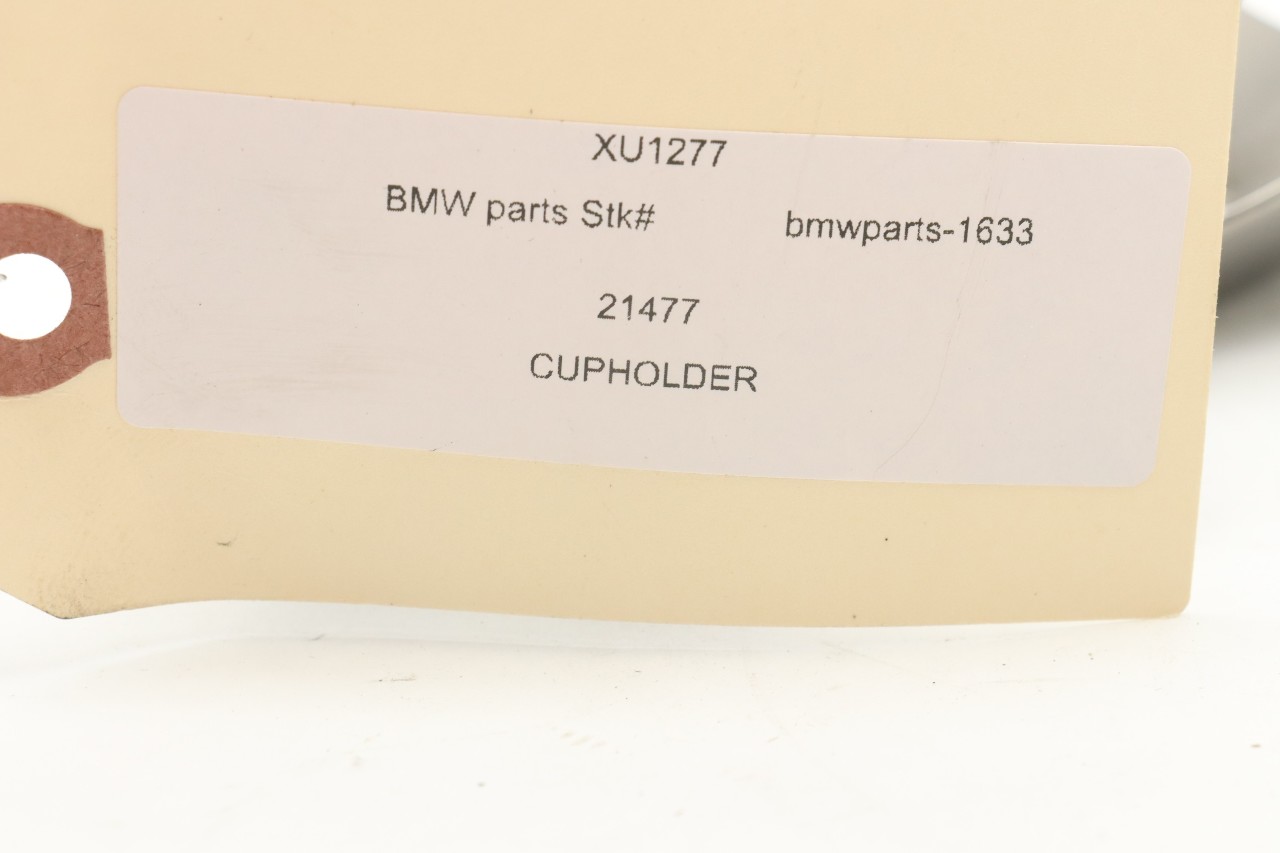 XU1277
BMW parts Stk# bmwparts-1633
21477
CUPHOLDER